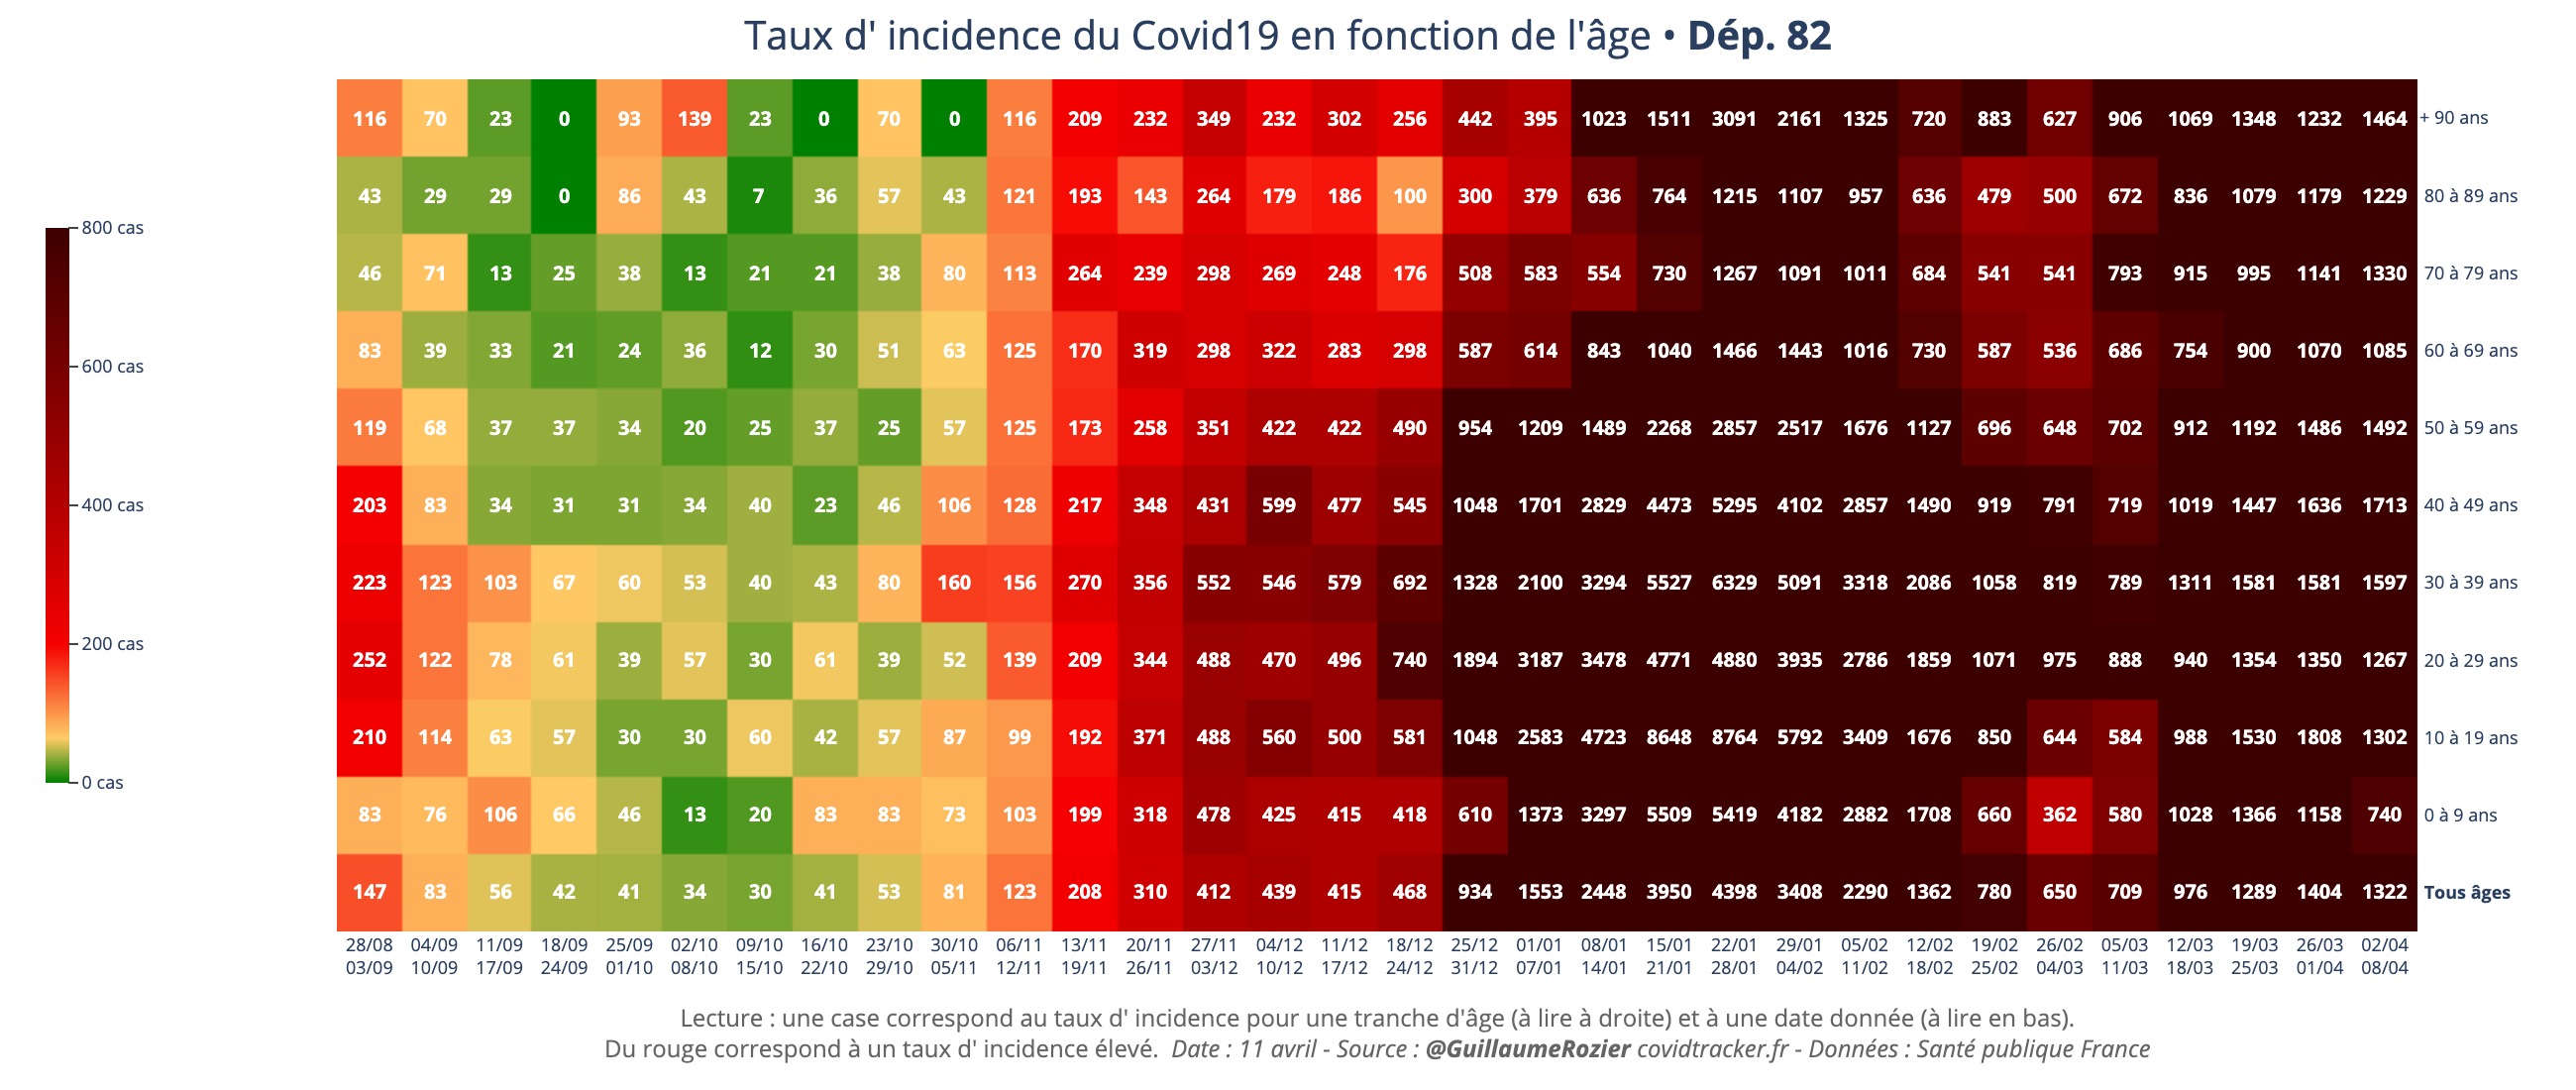 Taux d' incidence du Covid19 en fonction de l'âge • Dép. 82
800 cas
600 cas
400 cas
200 cas
0 cas
116 70 23 0 93 139 23 0 70 0 116 209 232 349 232 302 256 442 395 1023 1511 3091 2161 1325 720 883 627 906 1069 1348 1232 1464 + 90 ans
43 29 29 0 86 43 7 36 57 43 121 193 143 264 179 186 100 300 379 636 764 1215 1107 957 636 479 500 672 836 1079 1179 1229 80 à 89 ans
46 71 13 25 38 13 21 21 38 80 113 264 239 298 269 248 176 508 583 554 730 1267 1091 1011 684 541 541 793 915 995 1141 1330 70 à 79 ans
83 39 33 21 24 36 12 30 51 63 125 170 319 298 322 283 298 587 614 843 1040 1466 1443 1016 730 587 536 686 754 900 1070 1085 60 à 69 ans
119 68 37 37 34 20 25 37 25 57 125 173 258 351 422 422 490 954 1209 1489 2268 2857 2517 1676 1127 696 648 702 912 1192 1486 1492 50 à 59 ans
203 83 34 31 31 34 40 23 46 106 128 217 348 431 599 477 545 1048 1701 2829 4473 5295 4102 2857 1490 919 791 719 1019 1447 1636 1713 40 à 49 ans
223 123 103 67 60 53 40 43 80 160 156 270 356 552 546 579 692 1328 2100 3294 5527 6329 5091 3318 2086 1058 819 789 1311 1581 1581 1597 30 à 39 ans
252 122 78 61 39 57 30 61 39 52 139 209 344 488 470 496 740 1894 3187 3478 4771 4880 3935 2786 1859 1071 975 888 940 1354 1350 1267 20 à 29 ans
210 114 63 57 30 30 60 42 57 87 99 192 371 488 560 500 581 1048 2583 4723 8648 8764 5792 3409 1676 850 644 584 988 1530 1808 1302 10 à 19 ans
83 76 106 66 46 13 20 83 83 73 103 199 318 478 425 415 418 610 1373 3297 5509 5419 4182 2882 1708 660 362 580 1028 1366 1158 740 0 à 9 ans
147 83 56 42 41 34 30 41 53 81 123 208 310 412 439 415 468 934 1553 2448 3950 4398 3408 2290 1362 780 650 709 976 1289 1404 1322 Tous âges
28/08 04/09 11/09 18/09 25/09 02/10 09/10 16/10 23/10 30/10 06/11 13/11 20/11 27/11 04/12 11/12 18/12 25/12 01/01 08/01 15/01 22/01 29/01 05/02 12/02 19/02 26/02 05/03 12/03 19/03 26/03 02/04
03/09 10/09 17/09 24/09 01/10 08/10 15/10 22/10 29/10 05/11 12/11 19/11 26/11 03/12 10/12 17/12 24/12 31/12 07/01 14/01 21/01 28/01 04/02 11/02 18/02 25/02 04/03 11/03 18/03 25/03 01/04 08/04
Lecture : une case correspond au taux d' incidence pour une tranche d'âge (à lire à droite) et à une date donnée (à lire en bas).
Du rouge correspond à un taux d' incidence élevé. Date : 11 avril - Source : @GuillaumeRozier covidtracker.fr - Données : Santé publique France